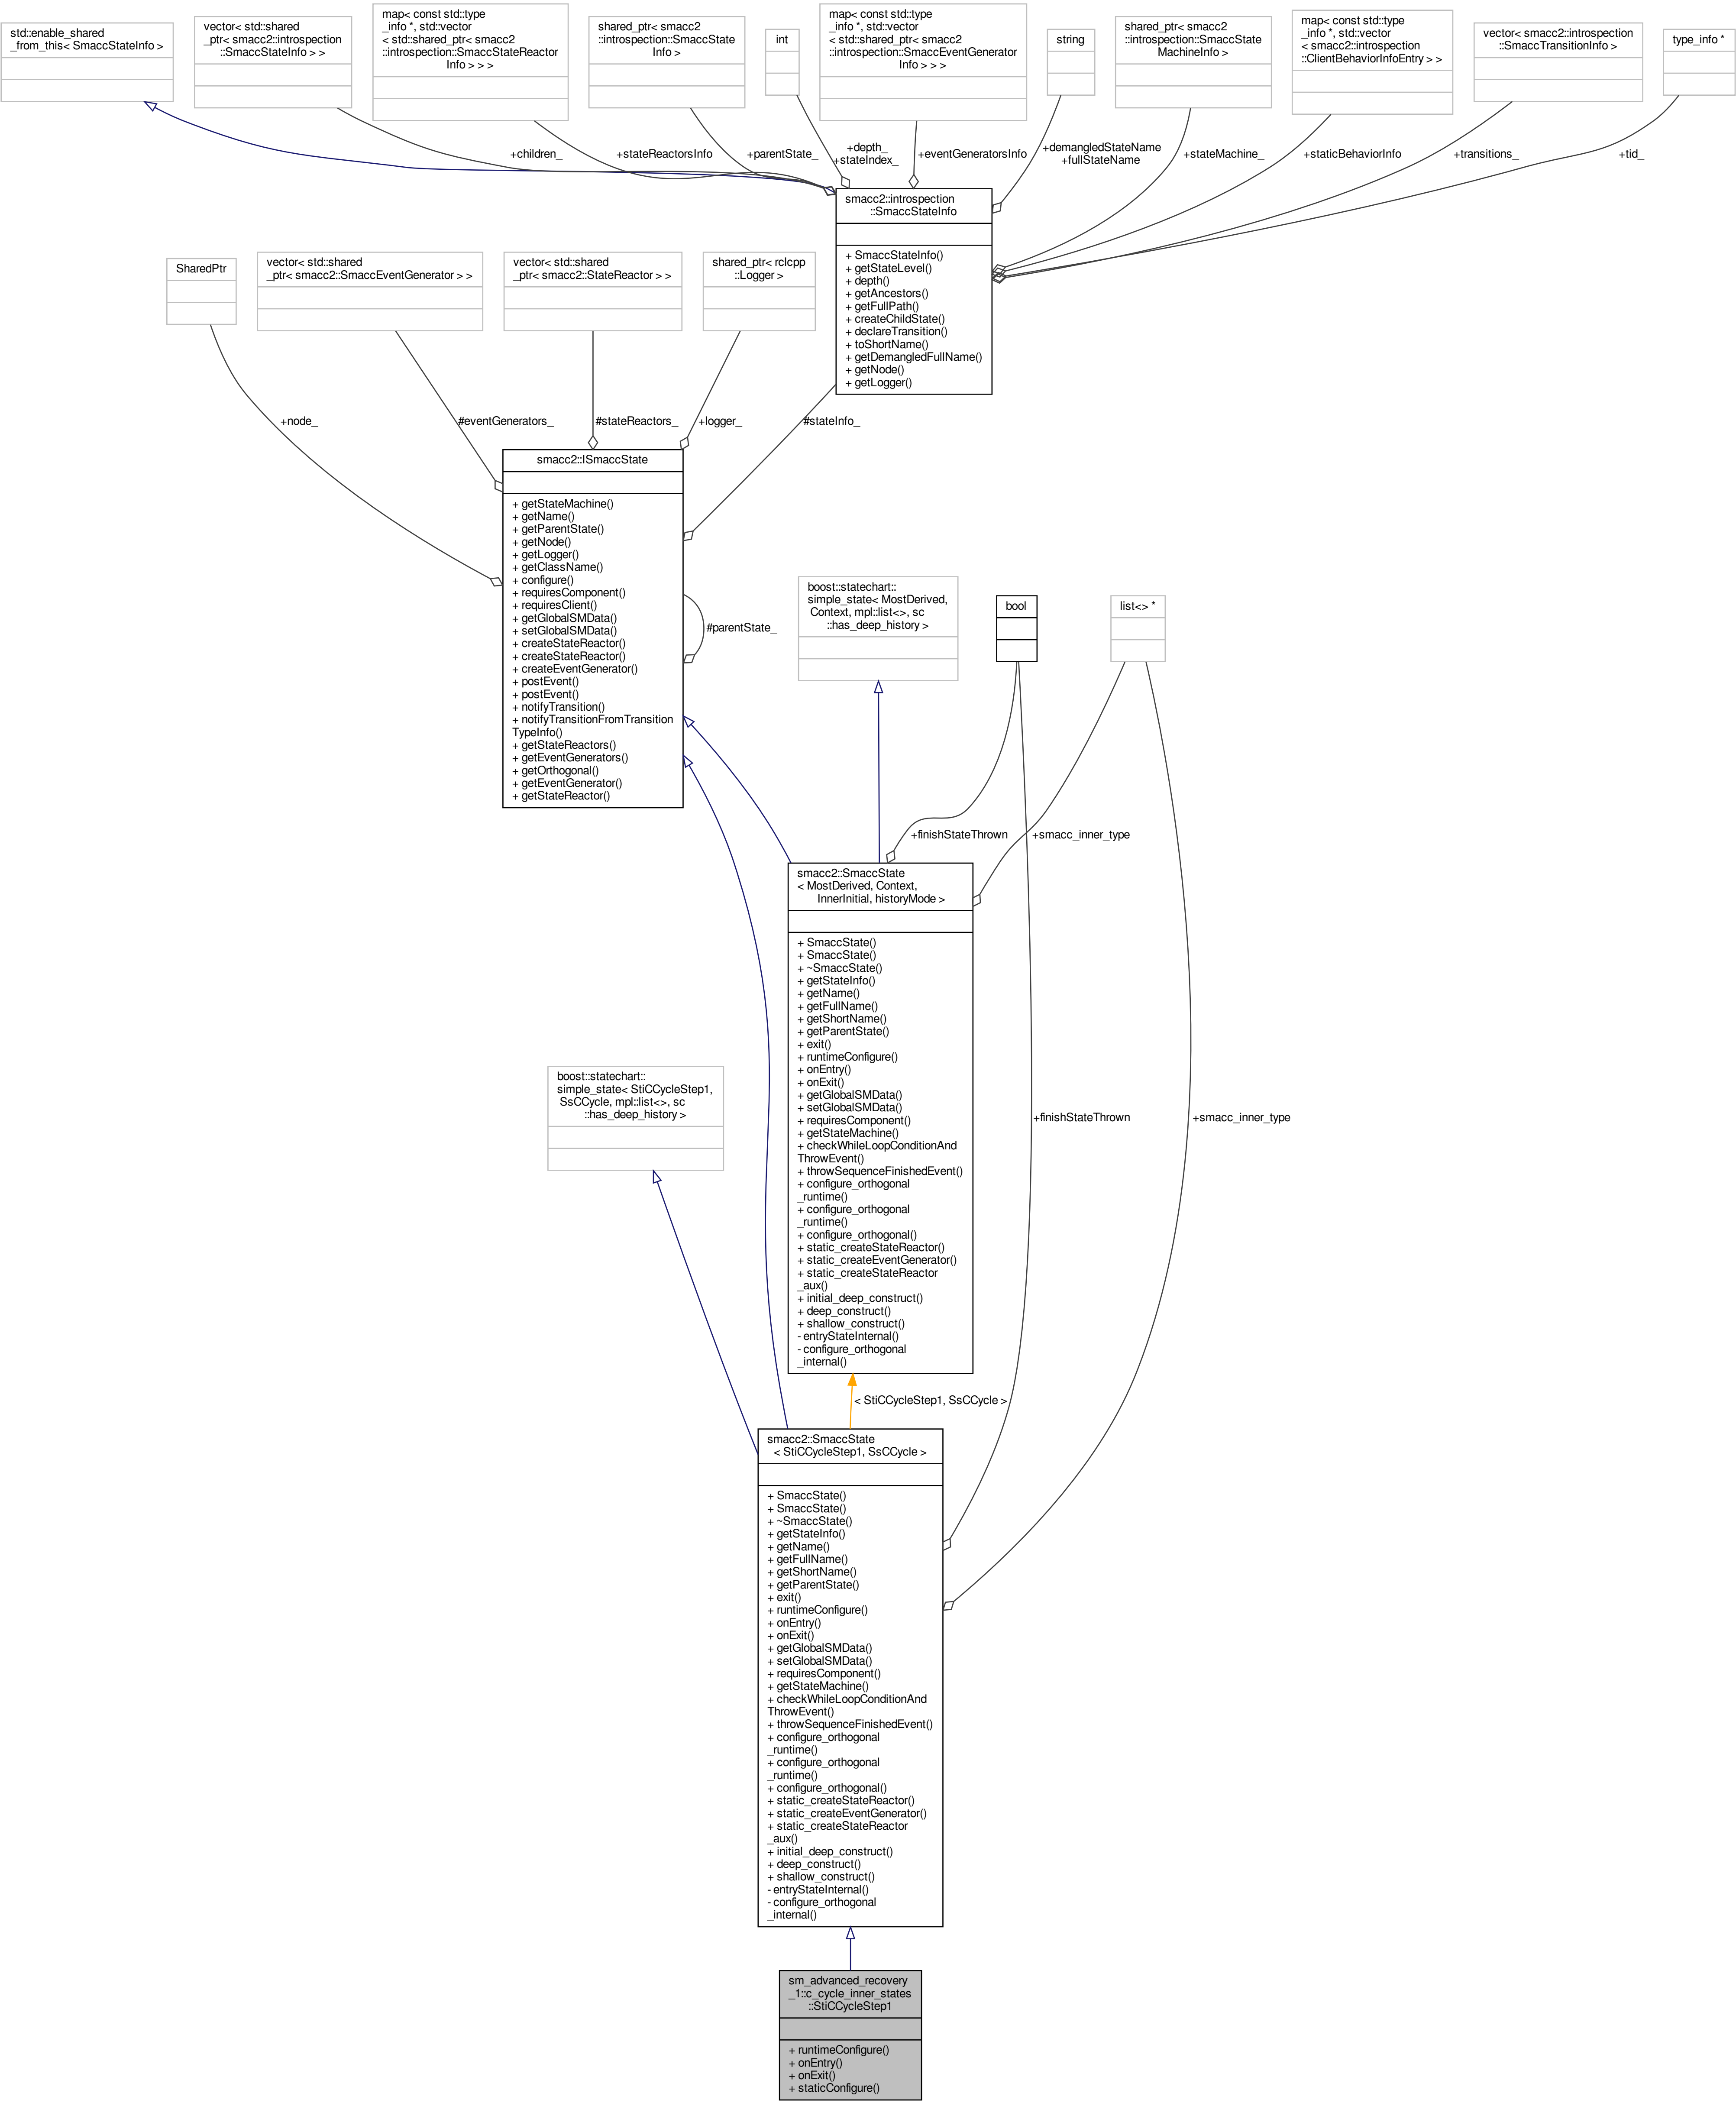 std::enable_shared
_from_this< SmaccStateInfo >
vector< std::shared
_ptr< smacc2::introspection
::SmaccStateInfo > >
map< const std::type
_info *, std::vector
< std::shared_ptr< smacc2
::introspection::SmaccStateReactor
Info > > >
shared_ptr< smacc2
::introspection::SmaccState
Info >
int
map< const std::type
_info *, std::vector
< std::shared_ptr< smacc2
::introspection::SmaccEventGenerator
Info > > >
string
shared_ptr< smacc2
::introspection::SmaccState
MachineInfo >
map< const std::type
_info *, std::vector
< smacc2::introspection
::ClientBehaviorInfoEntry > >
vector< smacc2::introspection
::SmaccTransitionInfo >
type_info *
+children_
+stateReactorsInfo
+parentState_
+depth_
+stateIndex_
+eventGeneratorsInfo
+demangledStateName
+fullStateName
+stateMachine_
+staticBehaviorInfo
+transitions_
+tid_
smacc2::introspection
::SmaccStateInfo
+ SmaccStateInfo()
+ getStateLevel()
+ depth()
+ getAncestors()
+ getFullPath()
+ createChildState()
+ declareTransition()
+ toShortName()
+ getDemangledFullName()
+ getNode()
+ getLogger()
SharedPtr
vector< std::shared
_ptr< smacc2::SmaccEventGenerator > >
vector< std::shared
_ptr< smacc2::StateReactor > >
shared_ptr< rclcpp
::Logger >
+node_
#eventGenerators_
#stateReactors_
+logger_
#stateInfo_
smacc2::ISmaccState
+ getStateMachine()
+ getName()
+ getParentState()
+ getNode()
+ getLogger()
+ getClassName()
+ configure()
+ requiresComponent()
+ requiresClient()
+ getGlobalSMData()
+ setGlobalSMData()
+ createStateReactor()
+ createStateReactor()
+ createEventGenerator()
+ postEvent()
+ postEvent()
+ notifyTransition()
+ notifyTransitionFromTransition
TypeInfo()
+ getStateReactors()
+ getEventGenerators()
+ getOrthogonal()
+ getEventGenerator()
+ getStateReactor()
#parentState_
boost::statechart::
simple_state< MostDerived,
Context, mpl::list<>, sc
::has_deep_history >
bool
list<> *
+finishStateThrown
+smacc_inner_type
smacc2::SmaccState
< MostDerived, Context,
InnerInitial, historyMode >
+ SmaccState()
+ SmaccState()
+ ~SmaccState()
+ getStateInfo()
+ getName()
+ getFullName()
+ getShortName()
+ getParentState()
+ exit()
+ runtimeConfigure()
+ onEntry()
+ onExit()
+ getGlobalSMData()
+ setGlobalSMData()
+ requiresComponent()
+ getStateMachine()
+ checkWhileLoopConditionAnd
ThrowEvent()
+ throwSequenceFinishedEvent()
+ configure_orthogonal
_runtime()
+ configure_orthogonal
_runtime()
+ configure_orthogonal()
+ static_createStateReactor()
+ static_createEventGenerator()
+ static_createStateReactor
_aux()
+ initial_deep_construct()
+ deep_construct()
+ shallow_construct()
- entryStateInternal()
- configure_orthogonal
_internal()
boost::statechart::
simple_state< StiCCycleStep1,
SsCCycle, mpl::list<>, sc
::has_deep_history >
+finishStateThrown
+smacc_inner_type
< StiCCycleStep1, SsCCycle >
smacc2::SmaccState
< StiCCycleStep1, SsCCycle >
+ SmaccState()
+ SmaccState()
+ ~SmaccState()
+ getStateInfo()
+ getName()
+ getFullName()
+ getShortName()
+ getParentState()
+ exit()
+ runtimeConfigure()
+ onEntry()
+ onExit()
+ getGlobalSMData()
+ setGlobalSMData()
+ requiresComponent()
+ getStateMachine()
+ checkWhileLoopConditionAnd
ThrowEvent()
+ throwSequenceFinishedEvent()
+ configure_orthogonal
_runtime()
+ configure_orthogonal
_runtime()
+ configure_orthogonal()
+ static_createStateReactor()
+ static_createEventGenerator()
+ static_createStateReactor
_aux()
+ initial_deep_construct()
+ deep_construct()
+ shallow_construct()
- entryStateInternal()
- configure_orthogonal
_internal()
sm_advanced_recovery
_1::c_cycle_inner_states
::StiCCycleStep1
+ runtimeConfigure()
+ onEntry()
+ onExit()
+ staticConfigure()